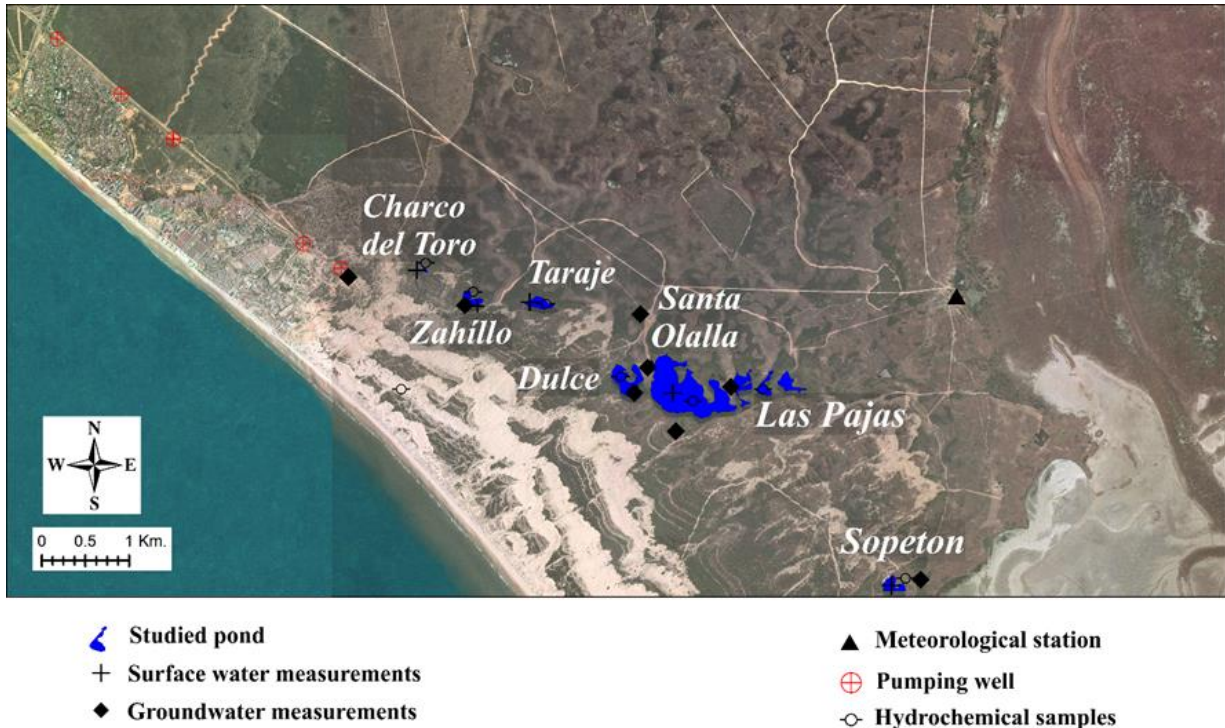 Charco
del Toro
Taraje
Santa
Olalla
Zahillo
Dulce
Las Pajas
Sopeton
N
W E
S
0 0.5 1 Km.
Studied pond
Surface water measurements
Groundwater measurements
Meteorological station
Pumping well
Hydrochemical samples